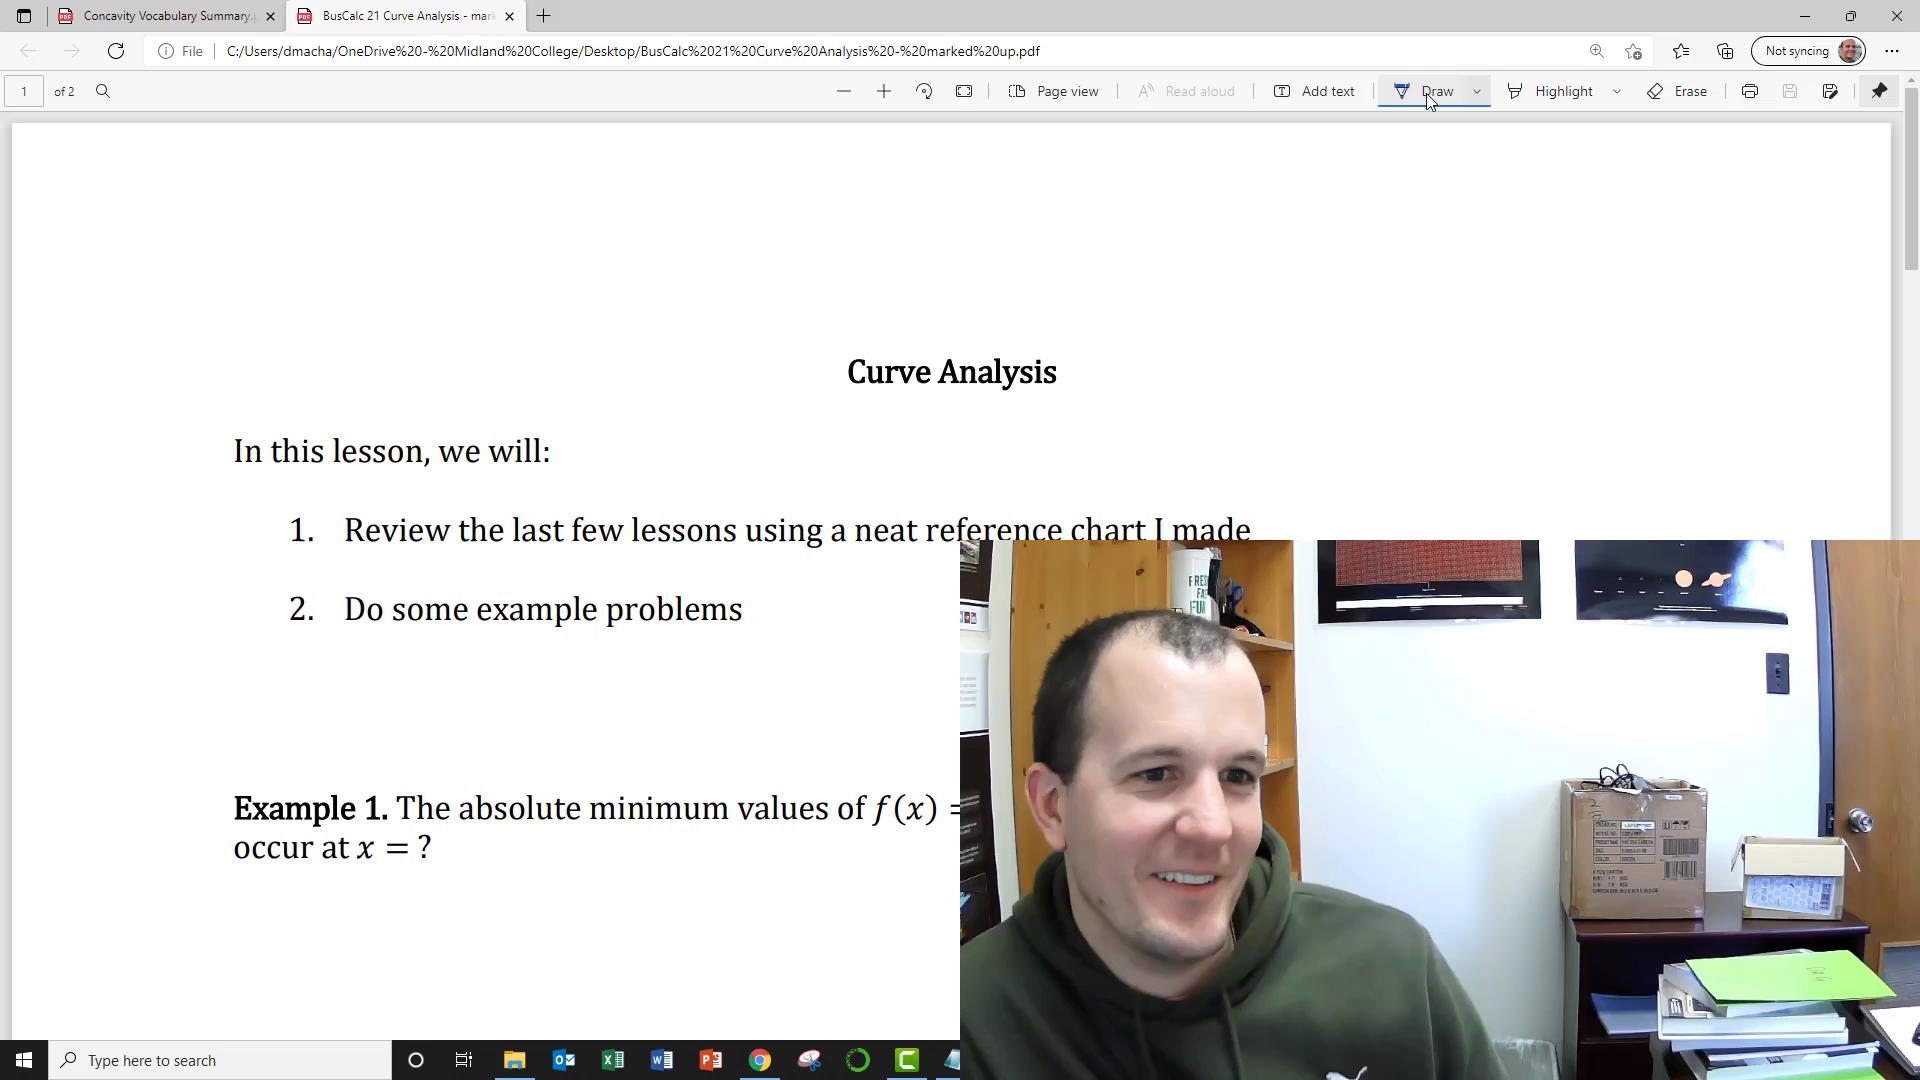 Concavity Vocabulary Summary.p
BusCalc 21 Curve Analysis - mark
File
C:/Users/dmacha/OneDrive%20-%20Midland%20College/Desktop/BusCalc%2021%20Curve%20Analysis%20-%20marked%20up.pdf
Not syncing
1 of 2
Page view
Read aloud
Add text
Draw
Highlight
Erase
Curve Analysis
In this lesson, we will:
1. Review the last few lessons using a neat reference chart I made
2. Do some example problems
Example 1. The absolute minimum values of f(x) =
occur at x = ?
Type here to search